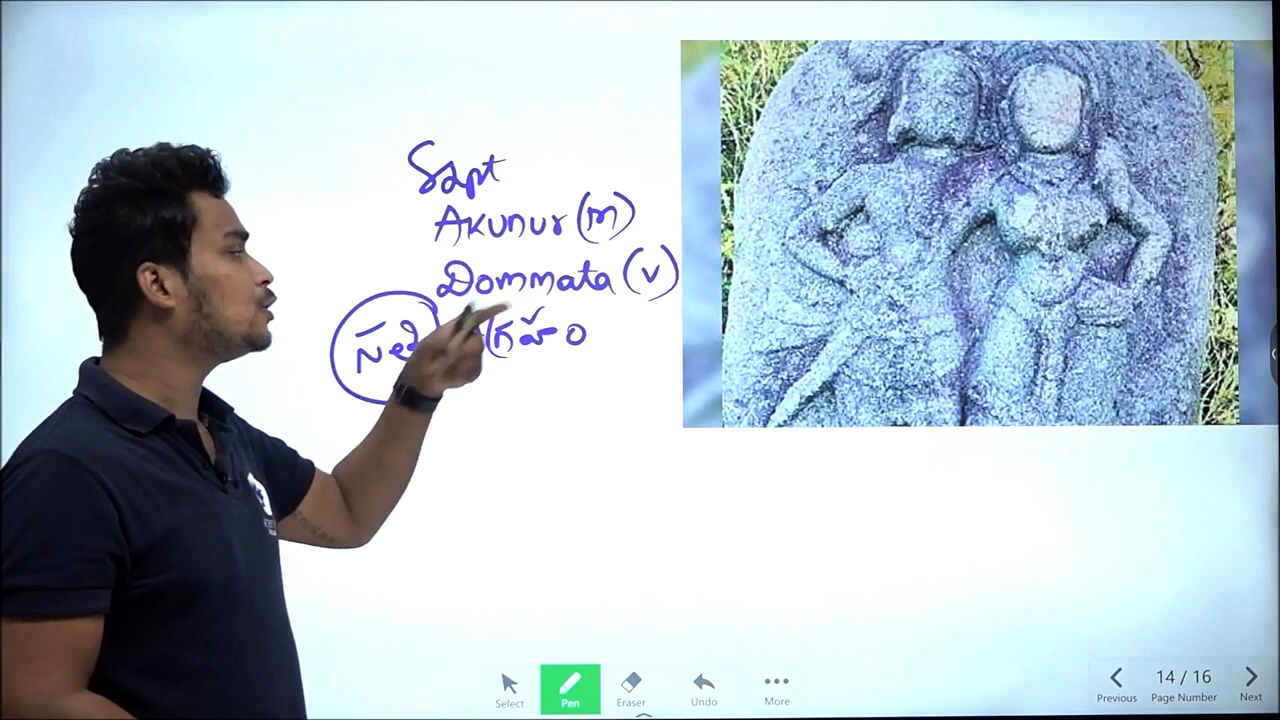 Sapt
Akunur (m)
Dommata (v)
Select
Pen
Eraser
Undo
More
Previous
14 / 16
Page Number
Next